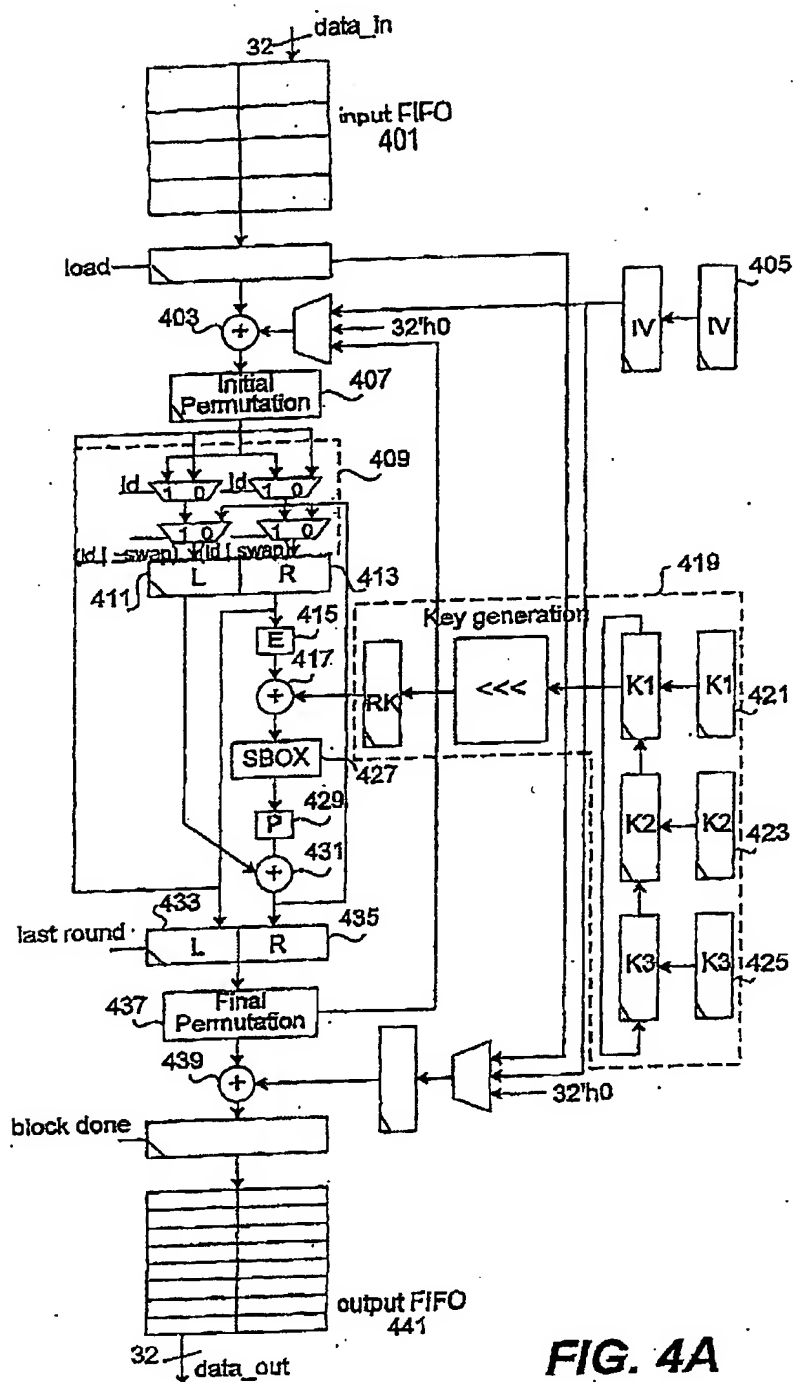 data_in
32
input FIFO
401
load
405
IV
IV
403
32'h0
Initial
Permutation
407
409
ld
1 0
ld
1 0
1 0
1 0
(ld | ~swap)
(ld | swap)
L
R
411
413
419
Key generation
415
E
417
RK
<<<
K1
K1
421
SBOX
427
429
P
K2
K2
423
431
433
last round
L
R
435
K3
K3
425
437
Final
Permutation
439
32'h0
block done
output FIFO
441
32
data_out
FIG. 4A